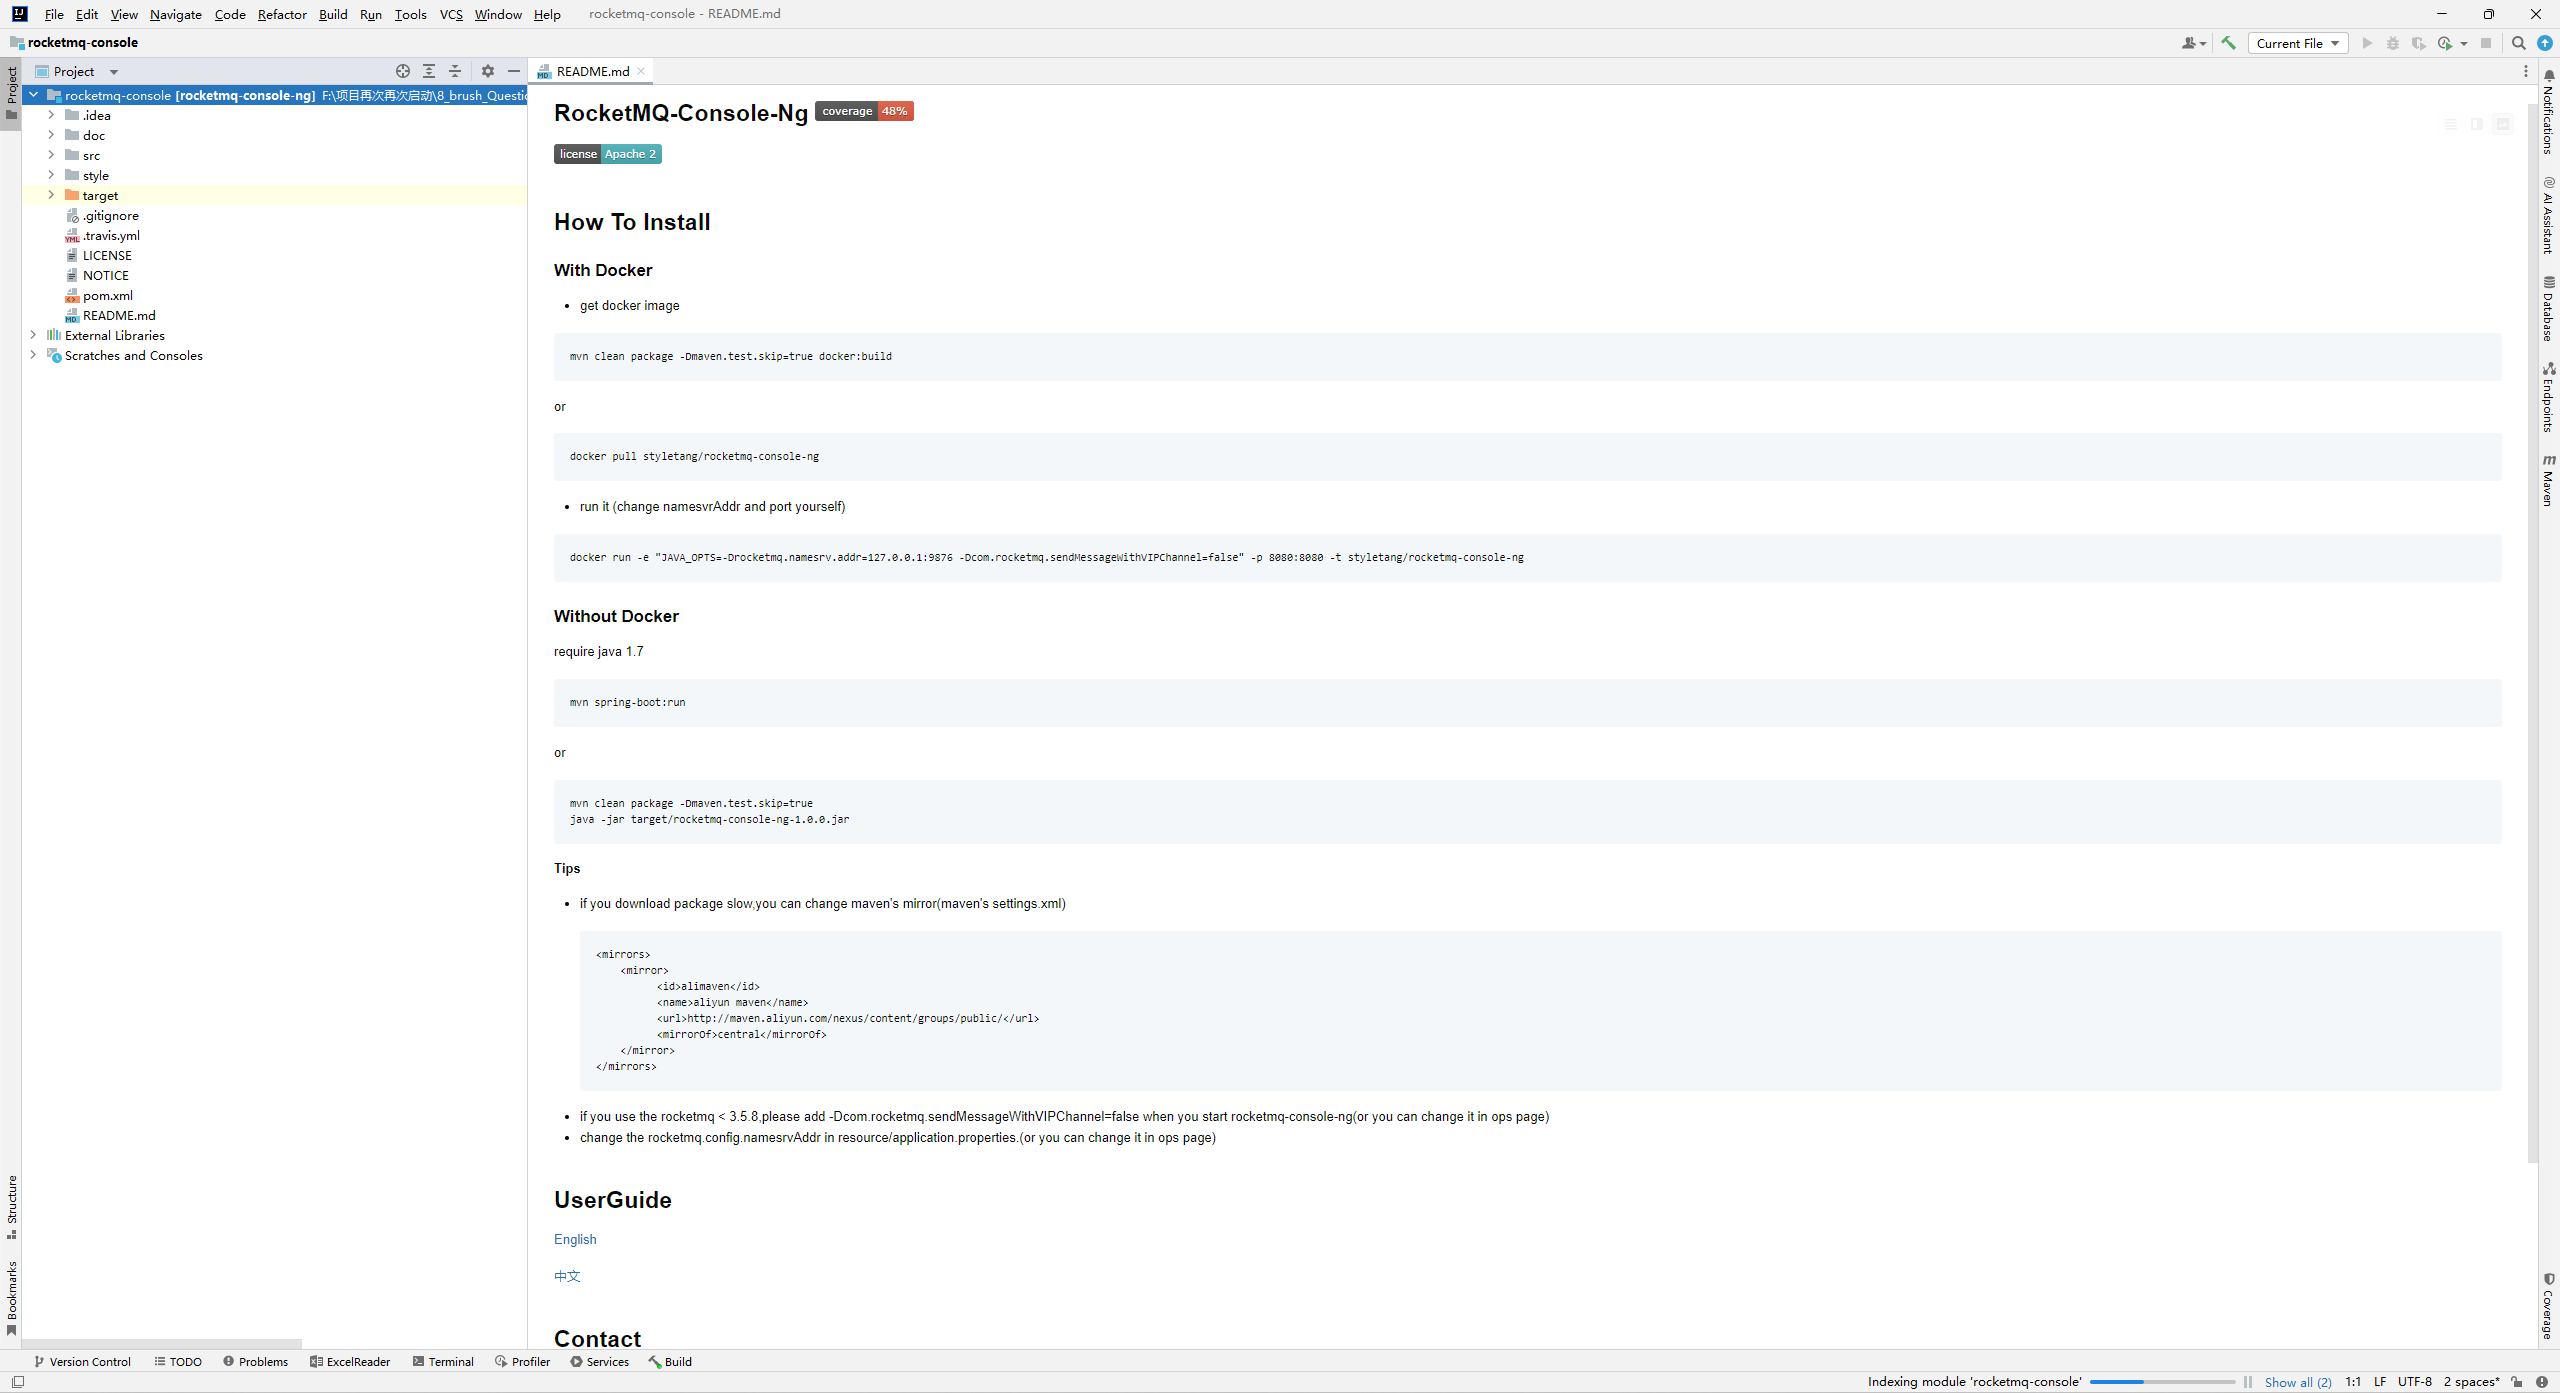 File Edit View Navigate Code Refactor Build Run Tools VCS Window Help rocketmq-console - README.md
rocketmq-console
Current File
Project
README.md
Project
rocketmq-console [rocketmq-console-ng] F:\项目再次再次启动\8_brush_Questio
.idea
doc
src
style
target
.gitignore
.travis.yml
LICENSE
NOTICE
pom.xml
README.md
External Libraries
Scratches and Consoles
Structure
Bookmarks
RocketMQ-Console-Ng coverage 48%
license Apache 2
How To Install
With Docker
• get docker image
mvn clean package -Dmaven.test.skip=true docker:build
or
docker pull styletang/rocketmq-console-ng
• run it (change namesvrAddr and port yourself)
docker run -e "JAVA_OPTS=-Drocketmq.namesrv.addr=127.0.0.1:9876 -Dcom.rocketmq.sendMessageWithVIPChannel=false" -p 8080:8080 -t styletang/rocketmq-console-ng
Without Docker
require java 1.7
mvn spring-boot:run
or
mvn clean package -Dmaven.test.skip=true
java -jar target/rocketmq-console-ng-1.0.0.jar
Tips
• if you download package slow,you can change maven's mirror(maven's settings.xml)
<mirrors>
    <mirror>
          <id>alimaven</id>
          <name>aliyun maven</name>
          <url>http://maven.aliyun.com/nexus/content/groups/public/</url>
          <mirrorOf>central</mirrorOf>
    </mirror>
</mirrors>
• if you use the rocketmq < 3.5.8,please add -Dcom.rocketmq.sendMessageWithVIPChannel=false when you start rocketmq-console-ng(or you can change it in ops page)
• change the rocketmq.config.namesrvAddr in resource/application.properties.(or you can change it in ops page)
UserGuide
English
中文
Contact
Notifications
AI Assistant
Database
Endpoints
Maven
Coverage
Version Control TODO Problems ExcelReader Terminal Profiler Services Build
Indexing module 'rocketmq-console' Show all (2) 1:1 LF UTF-8 2 spaces*